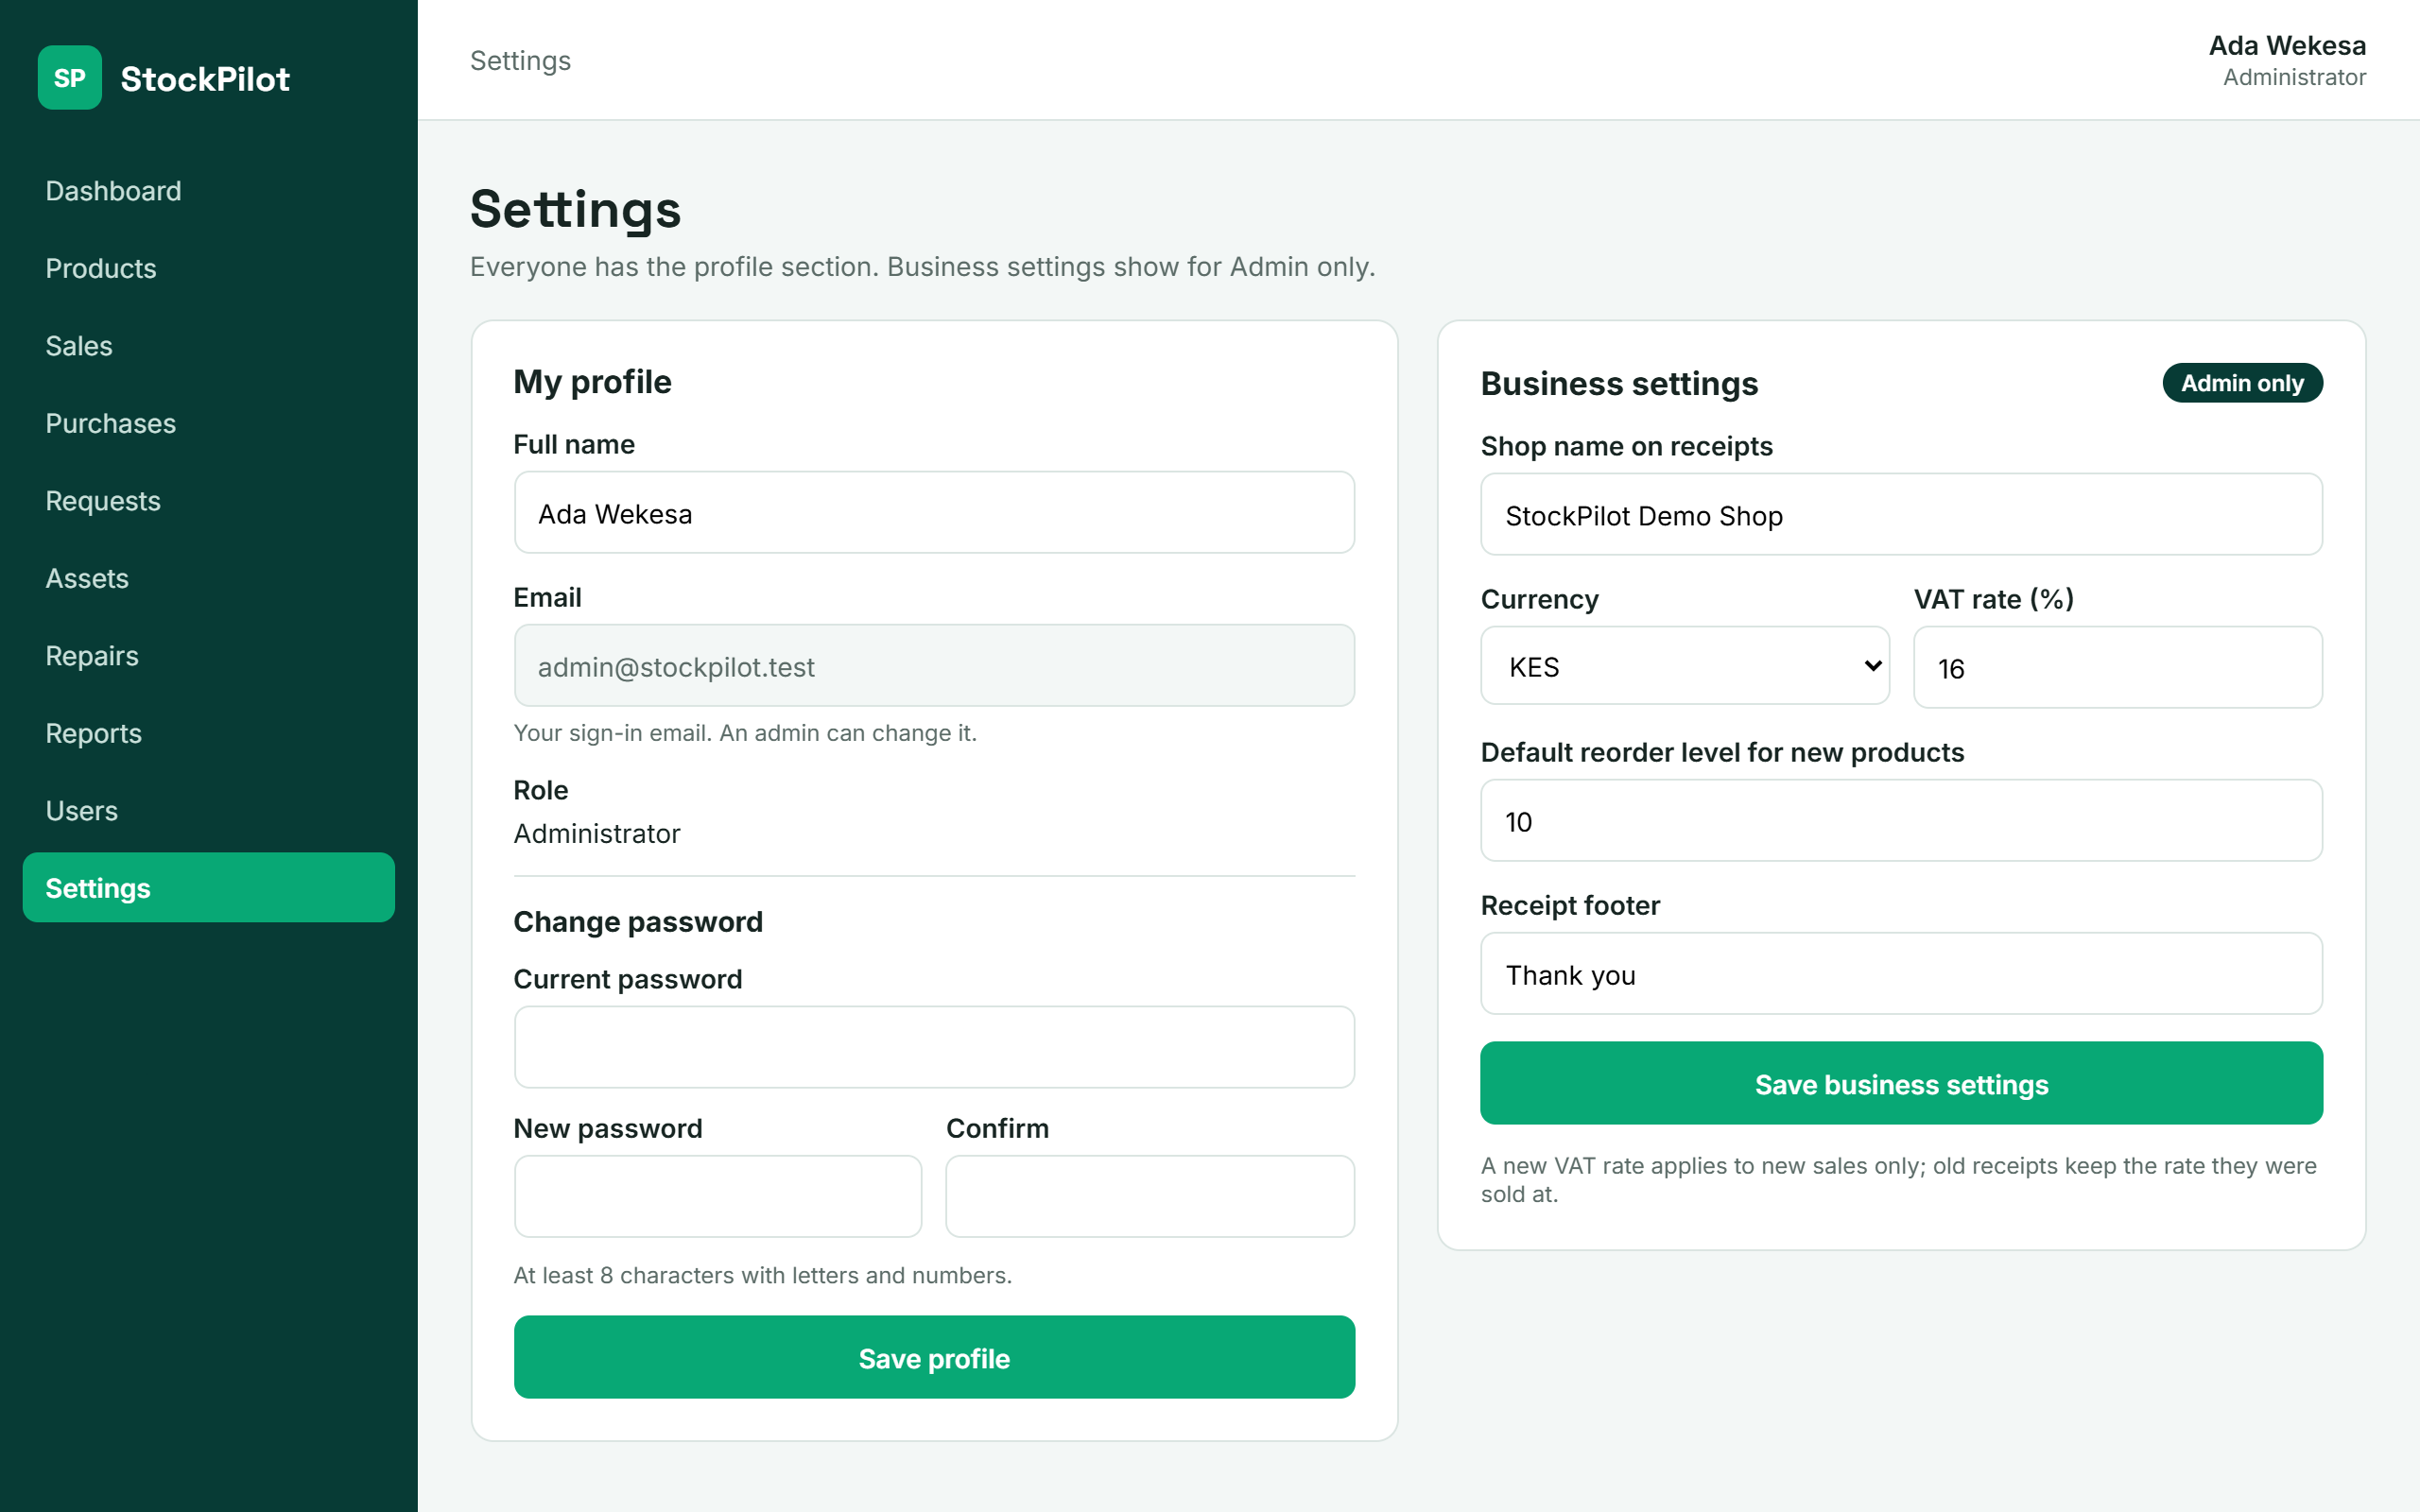 SP StockPilot
Dashboard
Products
Sales
Purchases
Requests
Assets
Repairs
Reports
Users
Settings
Settings
Ada Wekesa
Administrator
Settings
Everyone has the profile section. Business settings show for Admin only.
My profile
Full name
Ada Wekesa
Email
admin@stockpilot.test
Your sign-in email. An admin can change it.
Role
Administrator
Change password
Current password
New password Confirm
At least 8 characters with letters and numbers.
Save profile
Business settings Admin only
Shop name on receipts
StockPilot Demo Shop
Currency VAT rate (%)
KES 16
Default reorder level for new products
10
Receipt footer
Thank you
Save business settings
A new VAT rate applies to new sales only; old receipts keep the rate they were
sold at.